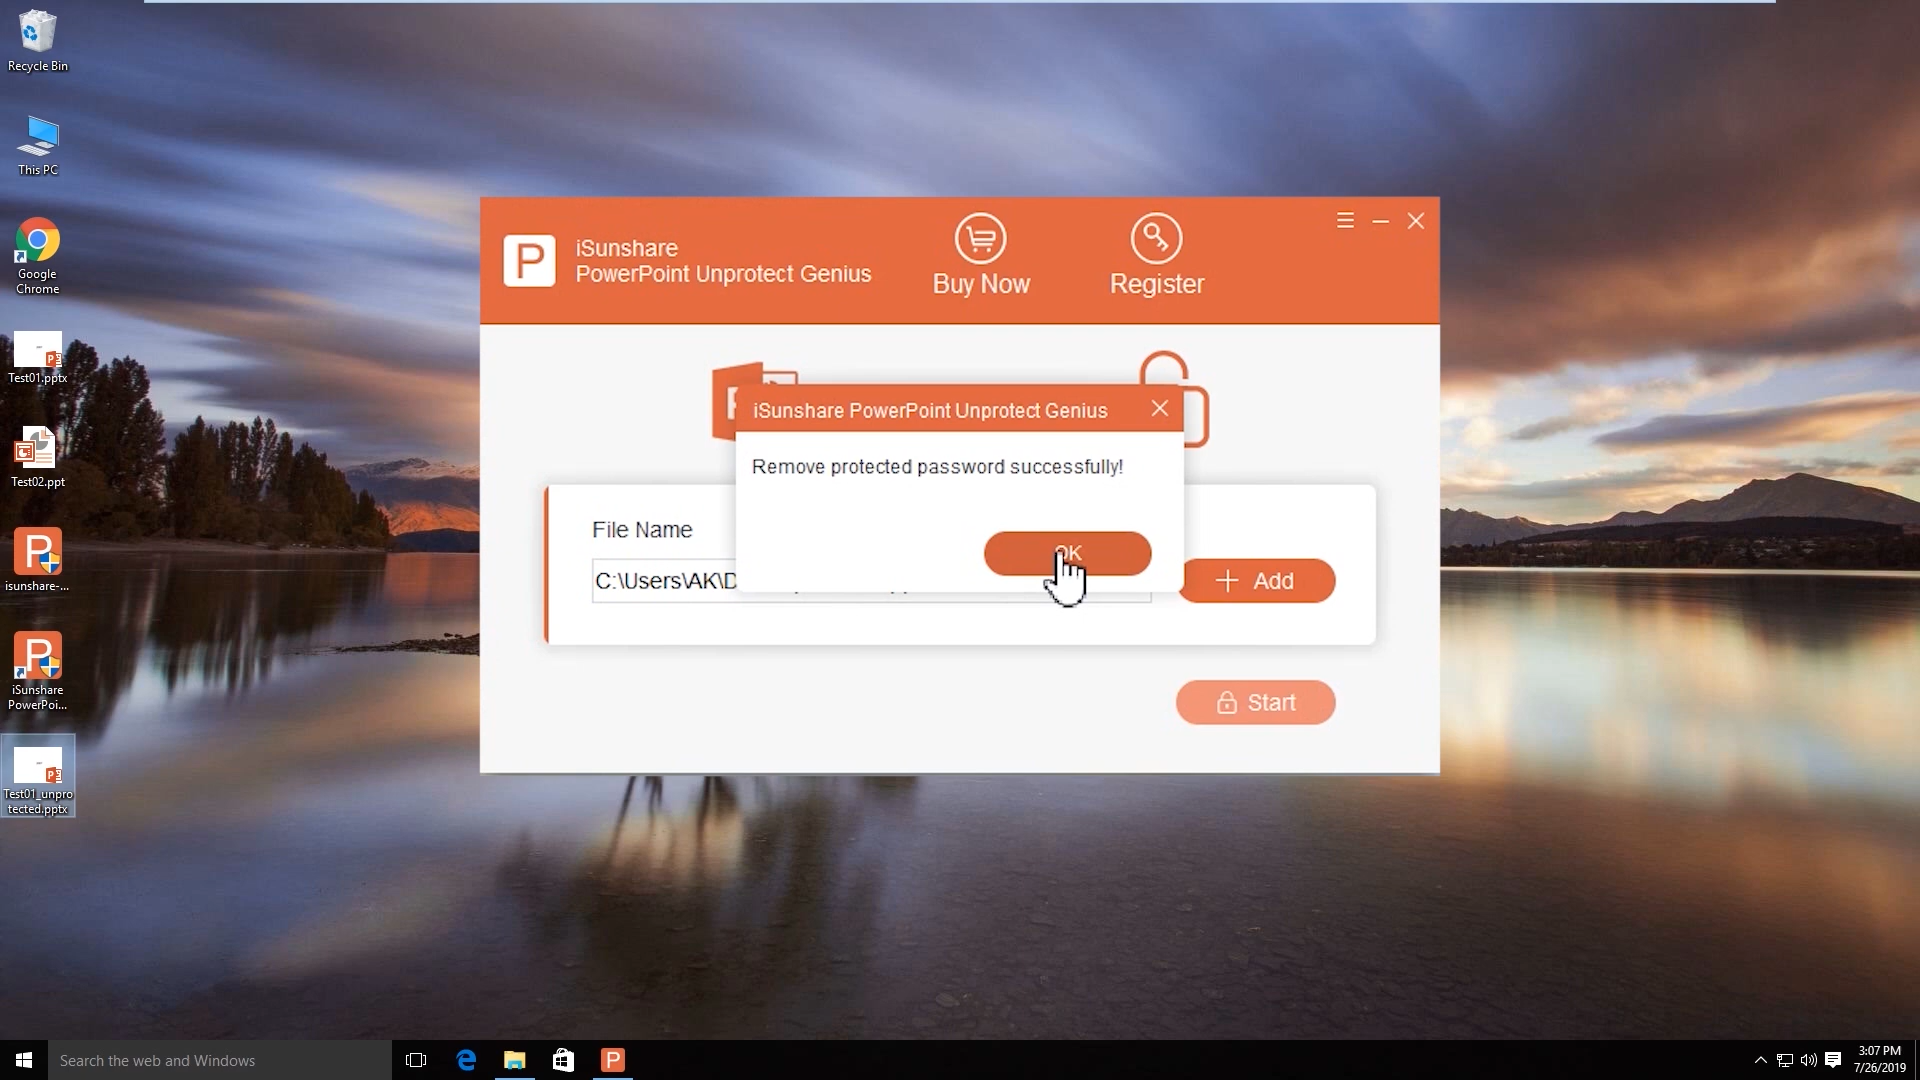 Recycle Bin
This PC
Google
Chrome
Test01.pptx
Test02.ppt
isunshare-...
iSunshare
PowerPoi...
Test01_unpro
tected.pptx
P
iSunshare
PowerPoint Unprotect Genius
Buy Now
Register
iSunshare PowerPoint Unprotect Genius
Remove protected password successfully!
OK
File Name
C:\Users\AK\D
Add
Start
Search the web and Windows
3:07 PM
7/26/2019